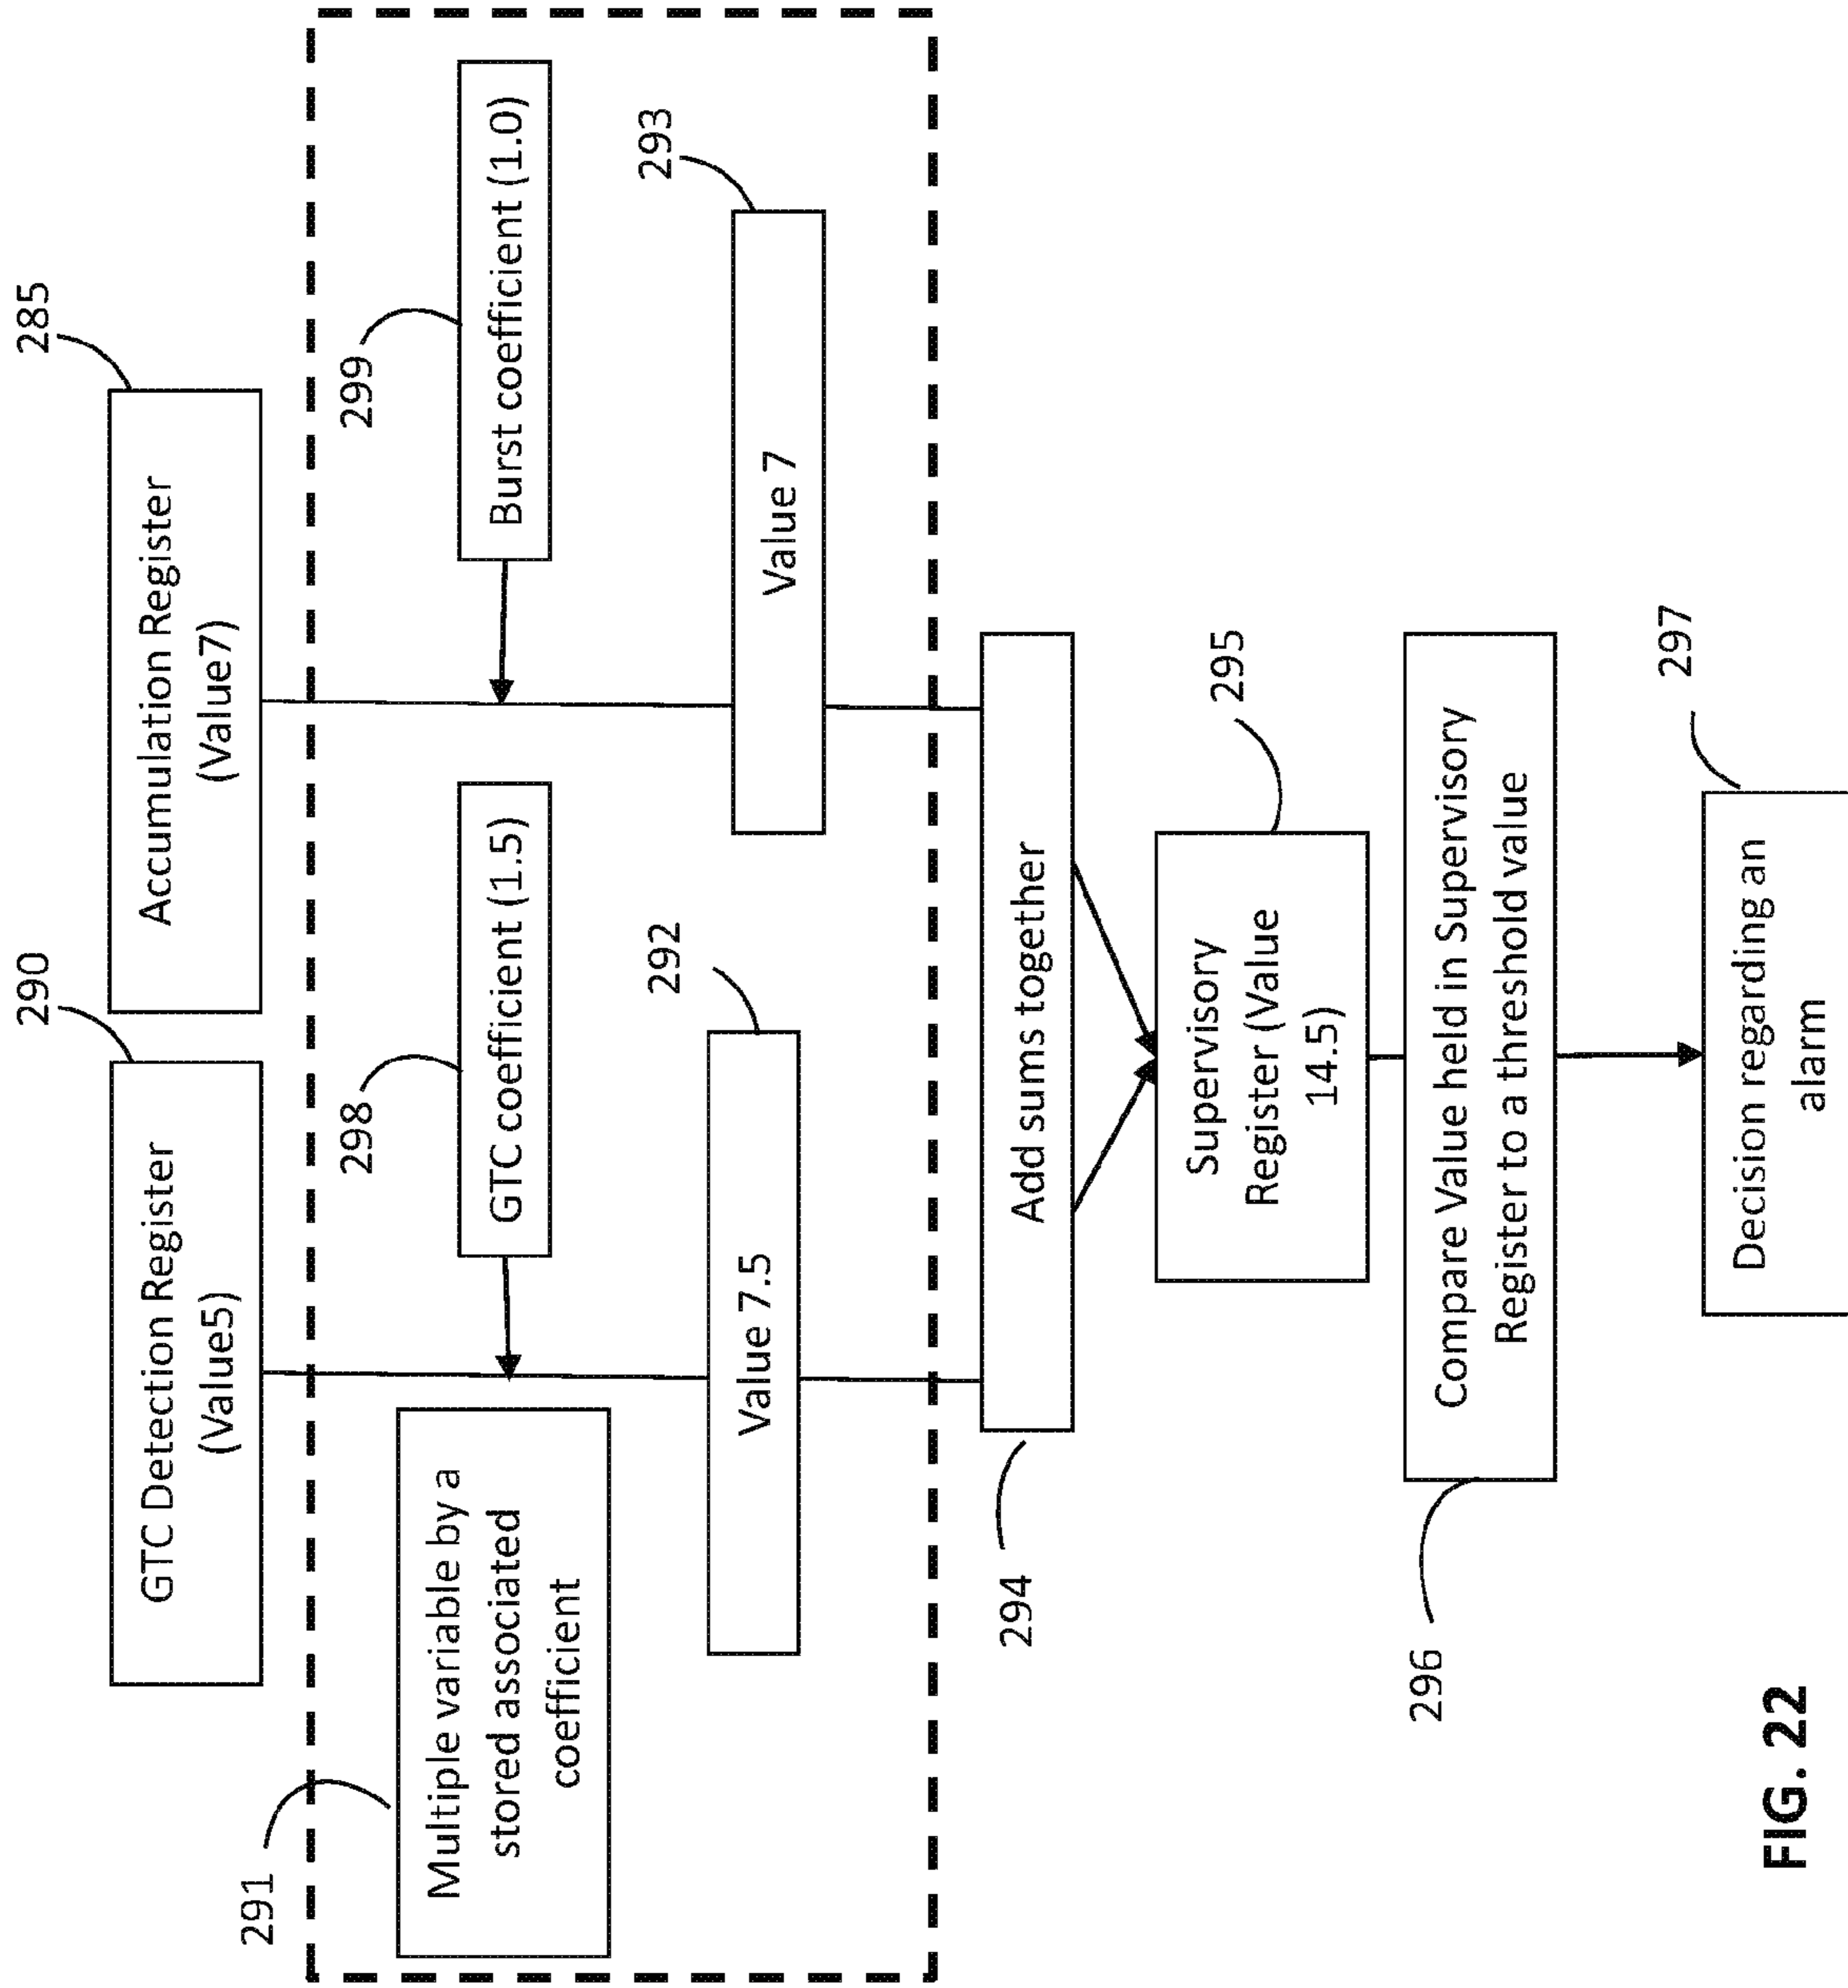 290
285
GTC Detection Register
(Value5)
Accumulation Register
(Value7)
291
298
299
Multiple variable by a
stored associated
coefficient
GTC coefficient (1.5)
Burst coefficient (1.0)
292
293
Value 7.5
Value 7
294
Add sums together
295
Supervisory
Register (Value
14.5)
296
Compare Value held in Supervisory
Register to a threshold value
297
Decision regarding an
alarm
FIG. 22